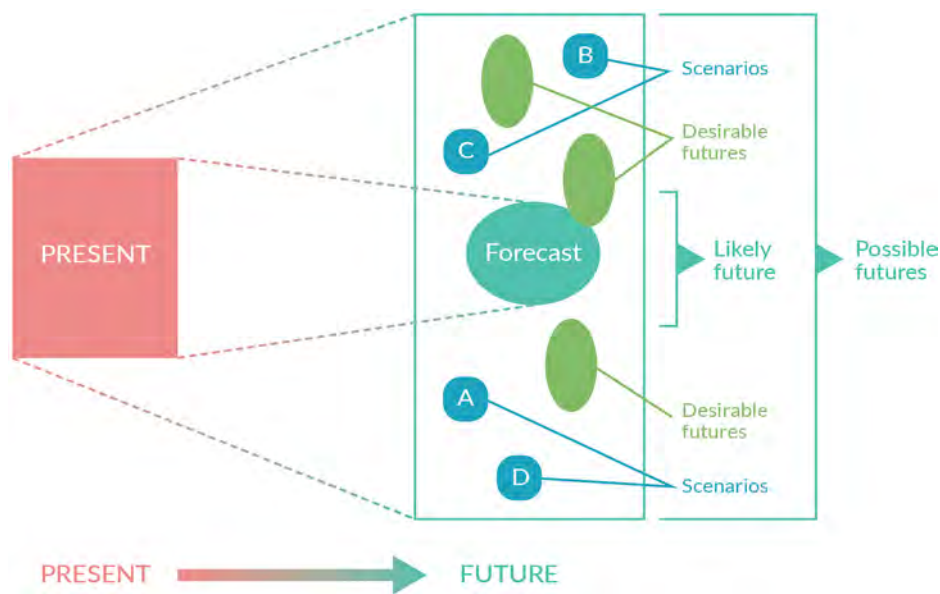 B
Scenarios
C
Desirable
futures
PRESENT
Forecast
Likely
future
Possible
futures
A
Desirable
futures
D
Scenarios
PRESENT
FUTURE